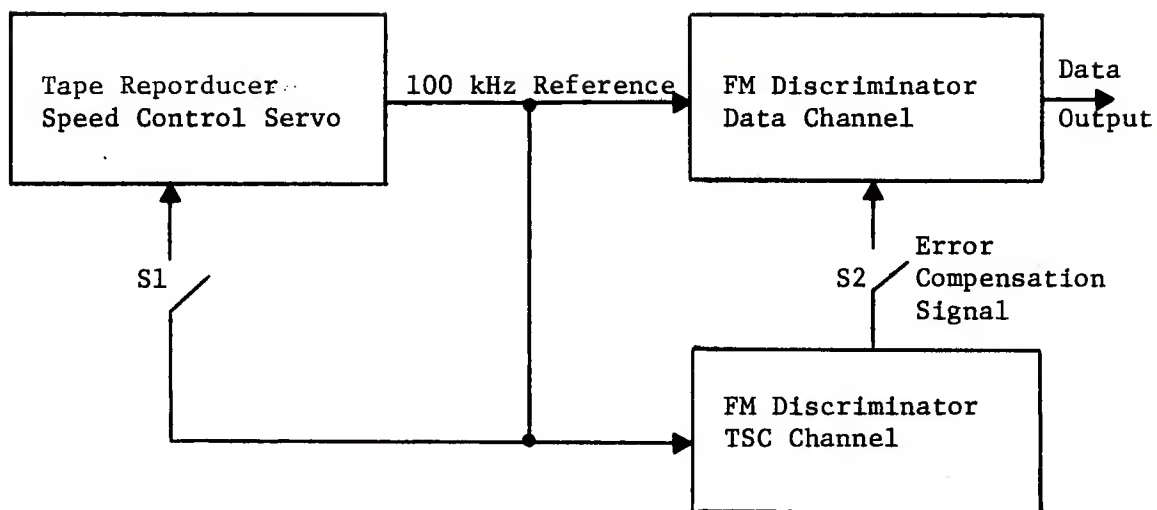 Tape Reporducer
Speed Control Servo
100 kHz Reference
FM Discriminator
Data Channel
Data
Output
S1
S2
Error
Compensation
Signal
FM Discriminator
TSC Channel